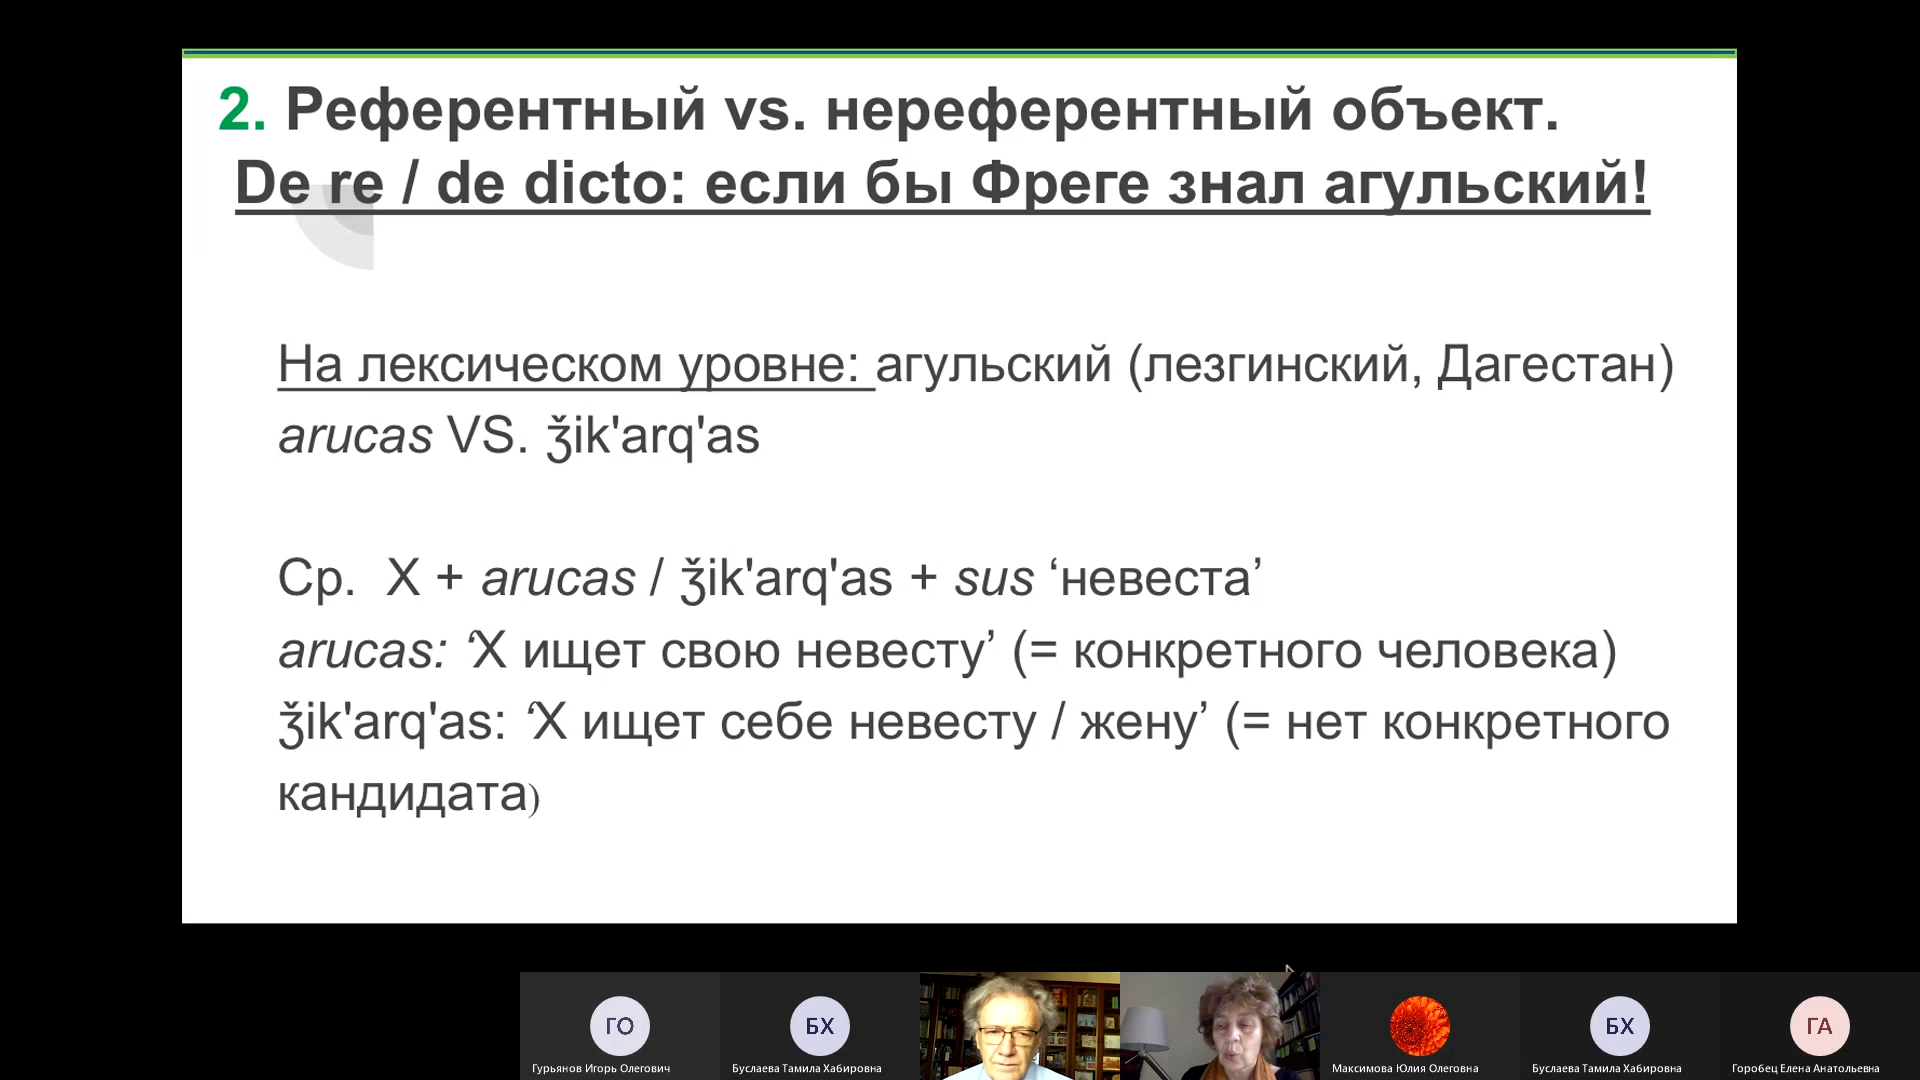 2. Референтный vs. нереферентный объект.
De re / de dicto: если бы Фреге знал агульский!
На лексическом уровне: агульский (лезгинский, Дагестан)
arucas VS. ǯik'arq'as
Ср. X + arucas / ǯik'arq'as + sus ‘невеста’
arucas: ‘X ищет свою невесту’ (= конкретного человека)
ǯik'arq'as: ‘X ищет себе невесту / жену’ (= нет конкретного
кандидата)
ГО
БХ
БХ
ГА
Гурьянов Игорь Олегович
Буслаева Тамила Хабировна
Максимова Юлия Олеговна
Буслаева Тамила Хабировна
Горобец Елена Анатольевна